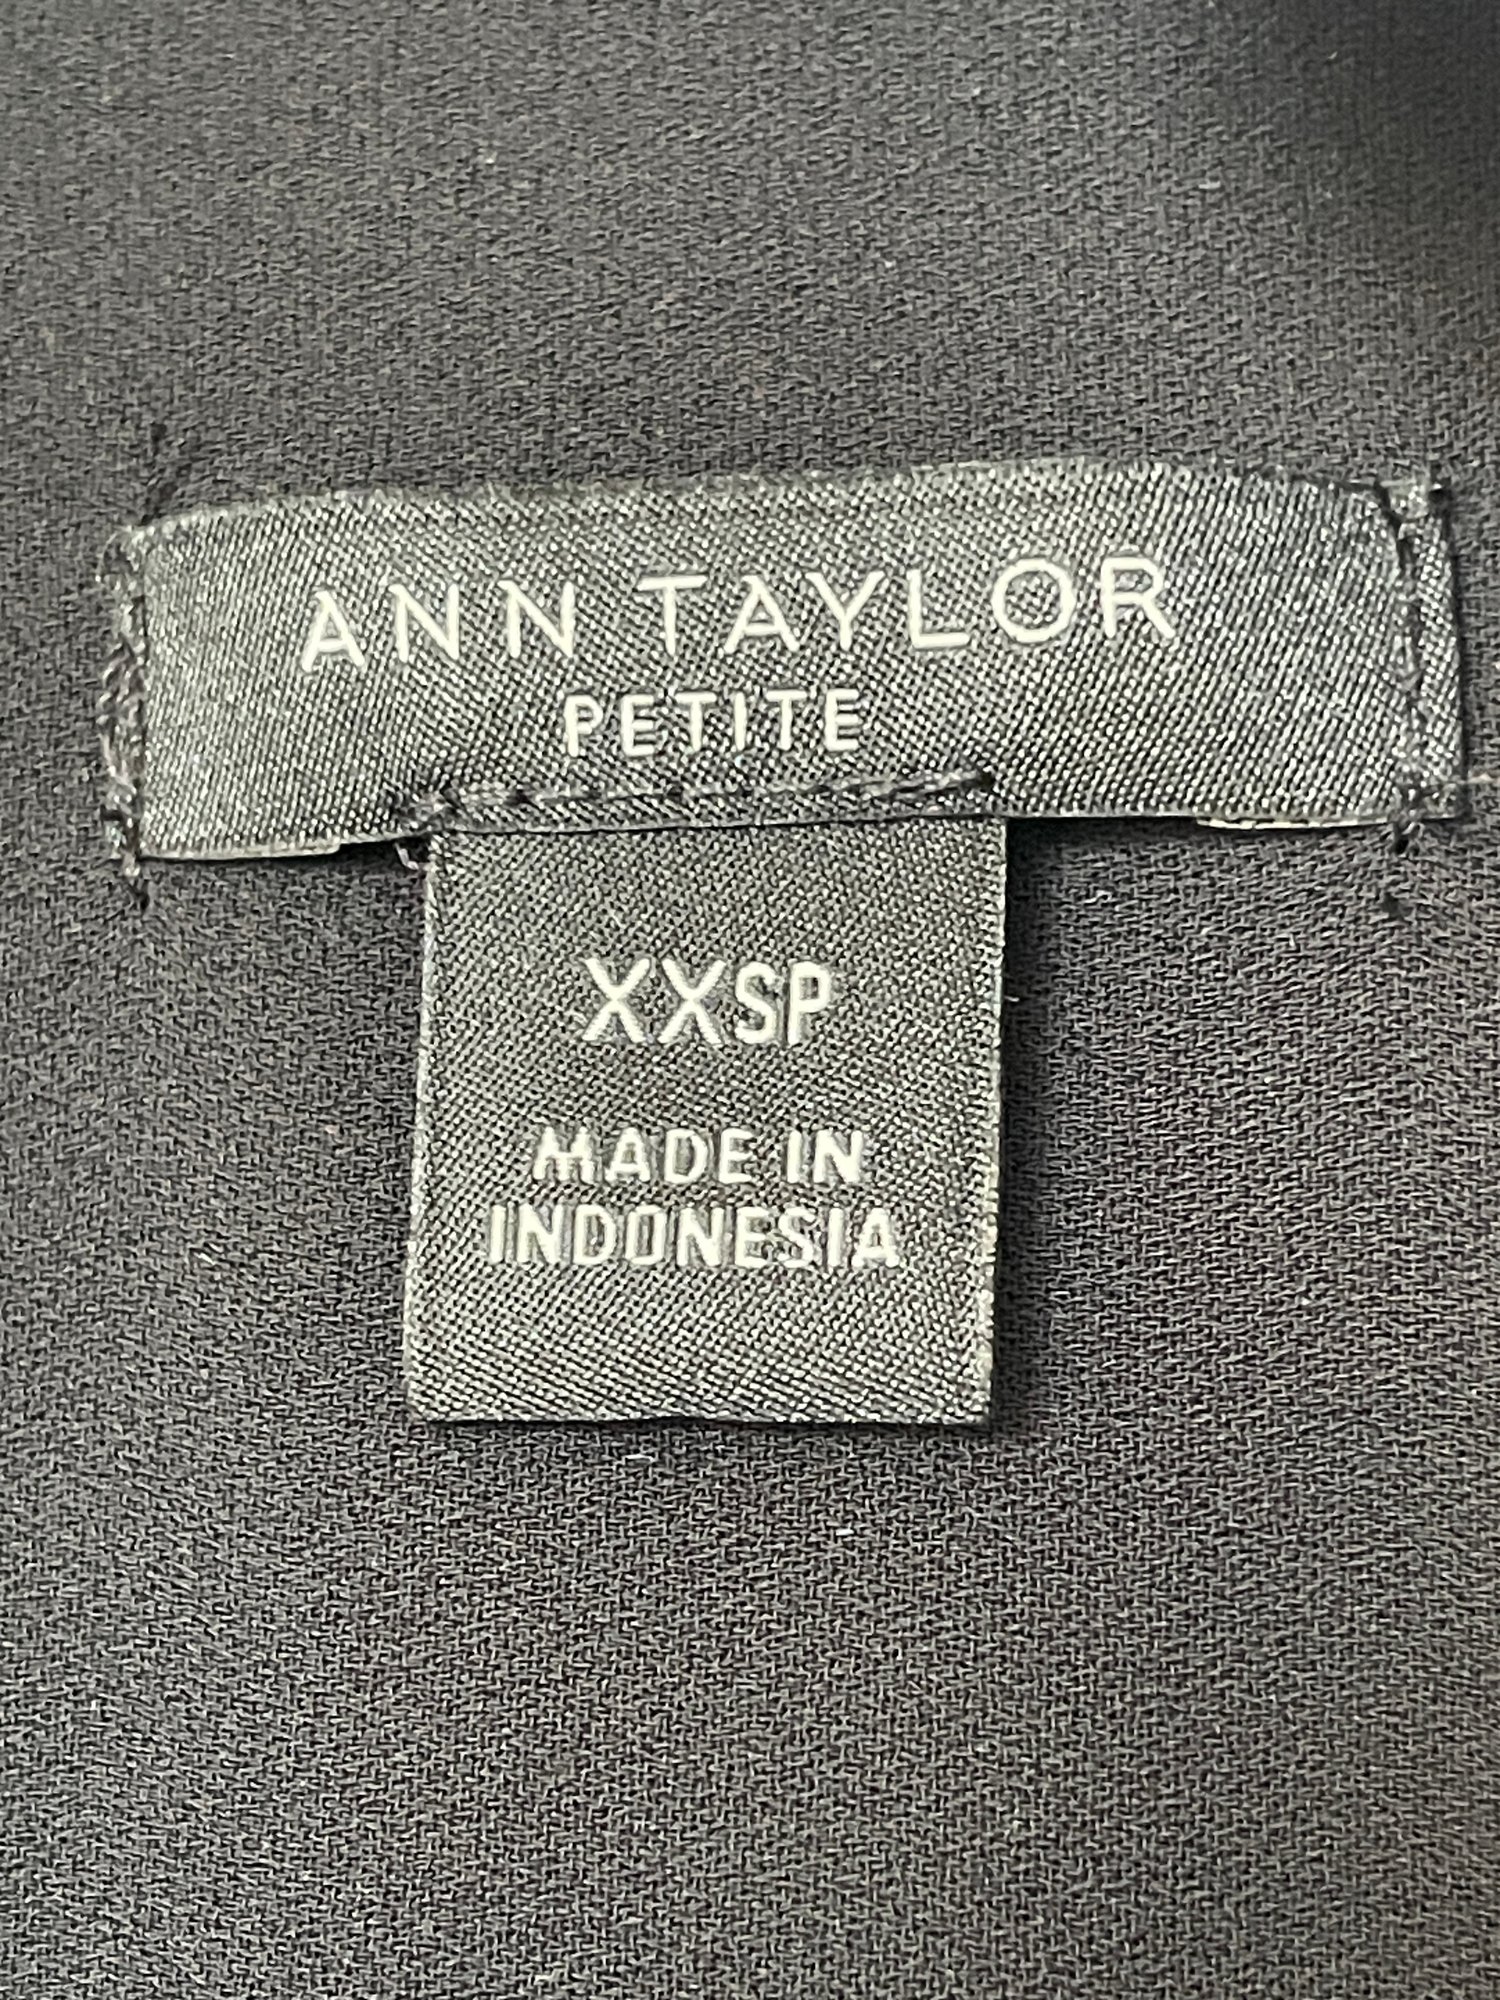 ANN TAYLOR
PETITE
XXSP
MADE IN
INDONESIA